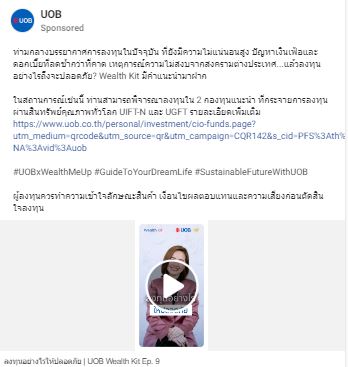 UOB
Sponsored
ท่ามกลางบรรยากาศการลงทุนในปัจจุบัน ที่ยังมีความไม่แน่นอนสูง ปัญหาเงินเฟ้อและ
ดอกเบี้ยที่ลดช้ากว่าที่คาด เหตุการณ์ความไม่สงบจากสงครามต่างประเทศ...แล้วลงทุน
อย่างไรถึงจะปลอดภัย? Wealth Kit มีคำแนะนำมาฝาก
ในสถานการณ์เช่นนี้ ท่านสามารถพิจารณาลงทุนใน 2 กองทุนแนะนำ ที่กระจายการลงทุน
ผ่านสินทรัพย์คุณภาพทั่วโลก UIFT-N และ UGFT รายละเอียดเพิ่มเติม
https://www.uob.co.th/personal/investment/cio-funds.page?
utm_medium=qrcode&utm_source=qr&utm_campaign=CQR142&s_cid=PFS%3Ath%
NA%3Avid%3Auob
#UOBxWealthMeUp #GuideToYourDreamLife #SustainableFutureWithUOB
ผู้ลงทุนควรทำความเข้าใจลักษณะสินค้า เงื่อนไขผลตอบแทนและความเสี่ยงก่อนตัดสิน
ใจลงทุน
UOB
ลงทุนอย่างไรให้ปลอดภัย | UOB Wealth Kit Ep. 9